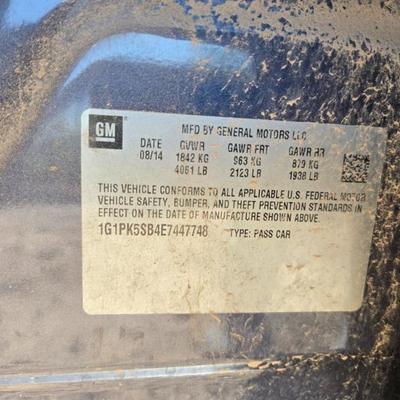 GM
MFD BY GENERAL MOTORS LLC
DATE GVWR GAWR FRT GAWR RR
08/14 1842 KG 963 KG 879 KG
4061 LB 2123 LB 1938 LB
THIS VEHICLE CONFORMS TO ALL APPLICABLE U.S. FEDERAL MOTOR
VEHICLE SAFETY, BUMPER, AND THEFT PREVENTION STANDARDS IN
EFFECT ON THE DATE OF MANUFACTURE SHOWN ABOVE.
1G1PK5SB4E7447748 TYPE: PASS CAR